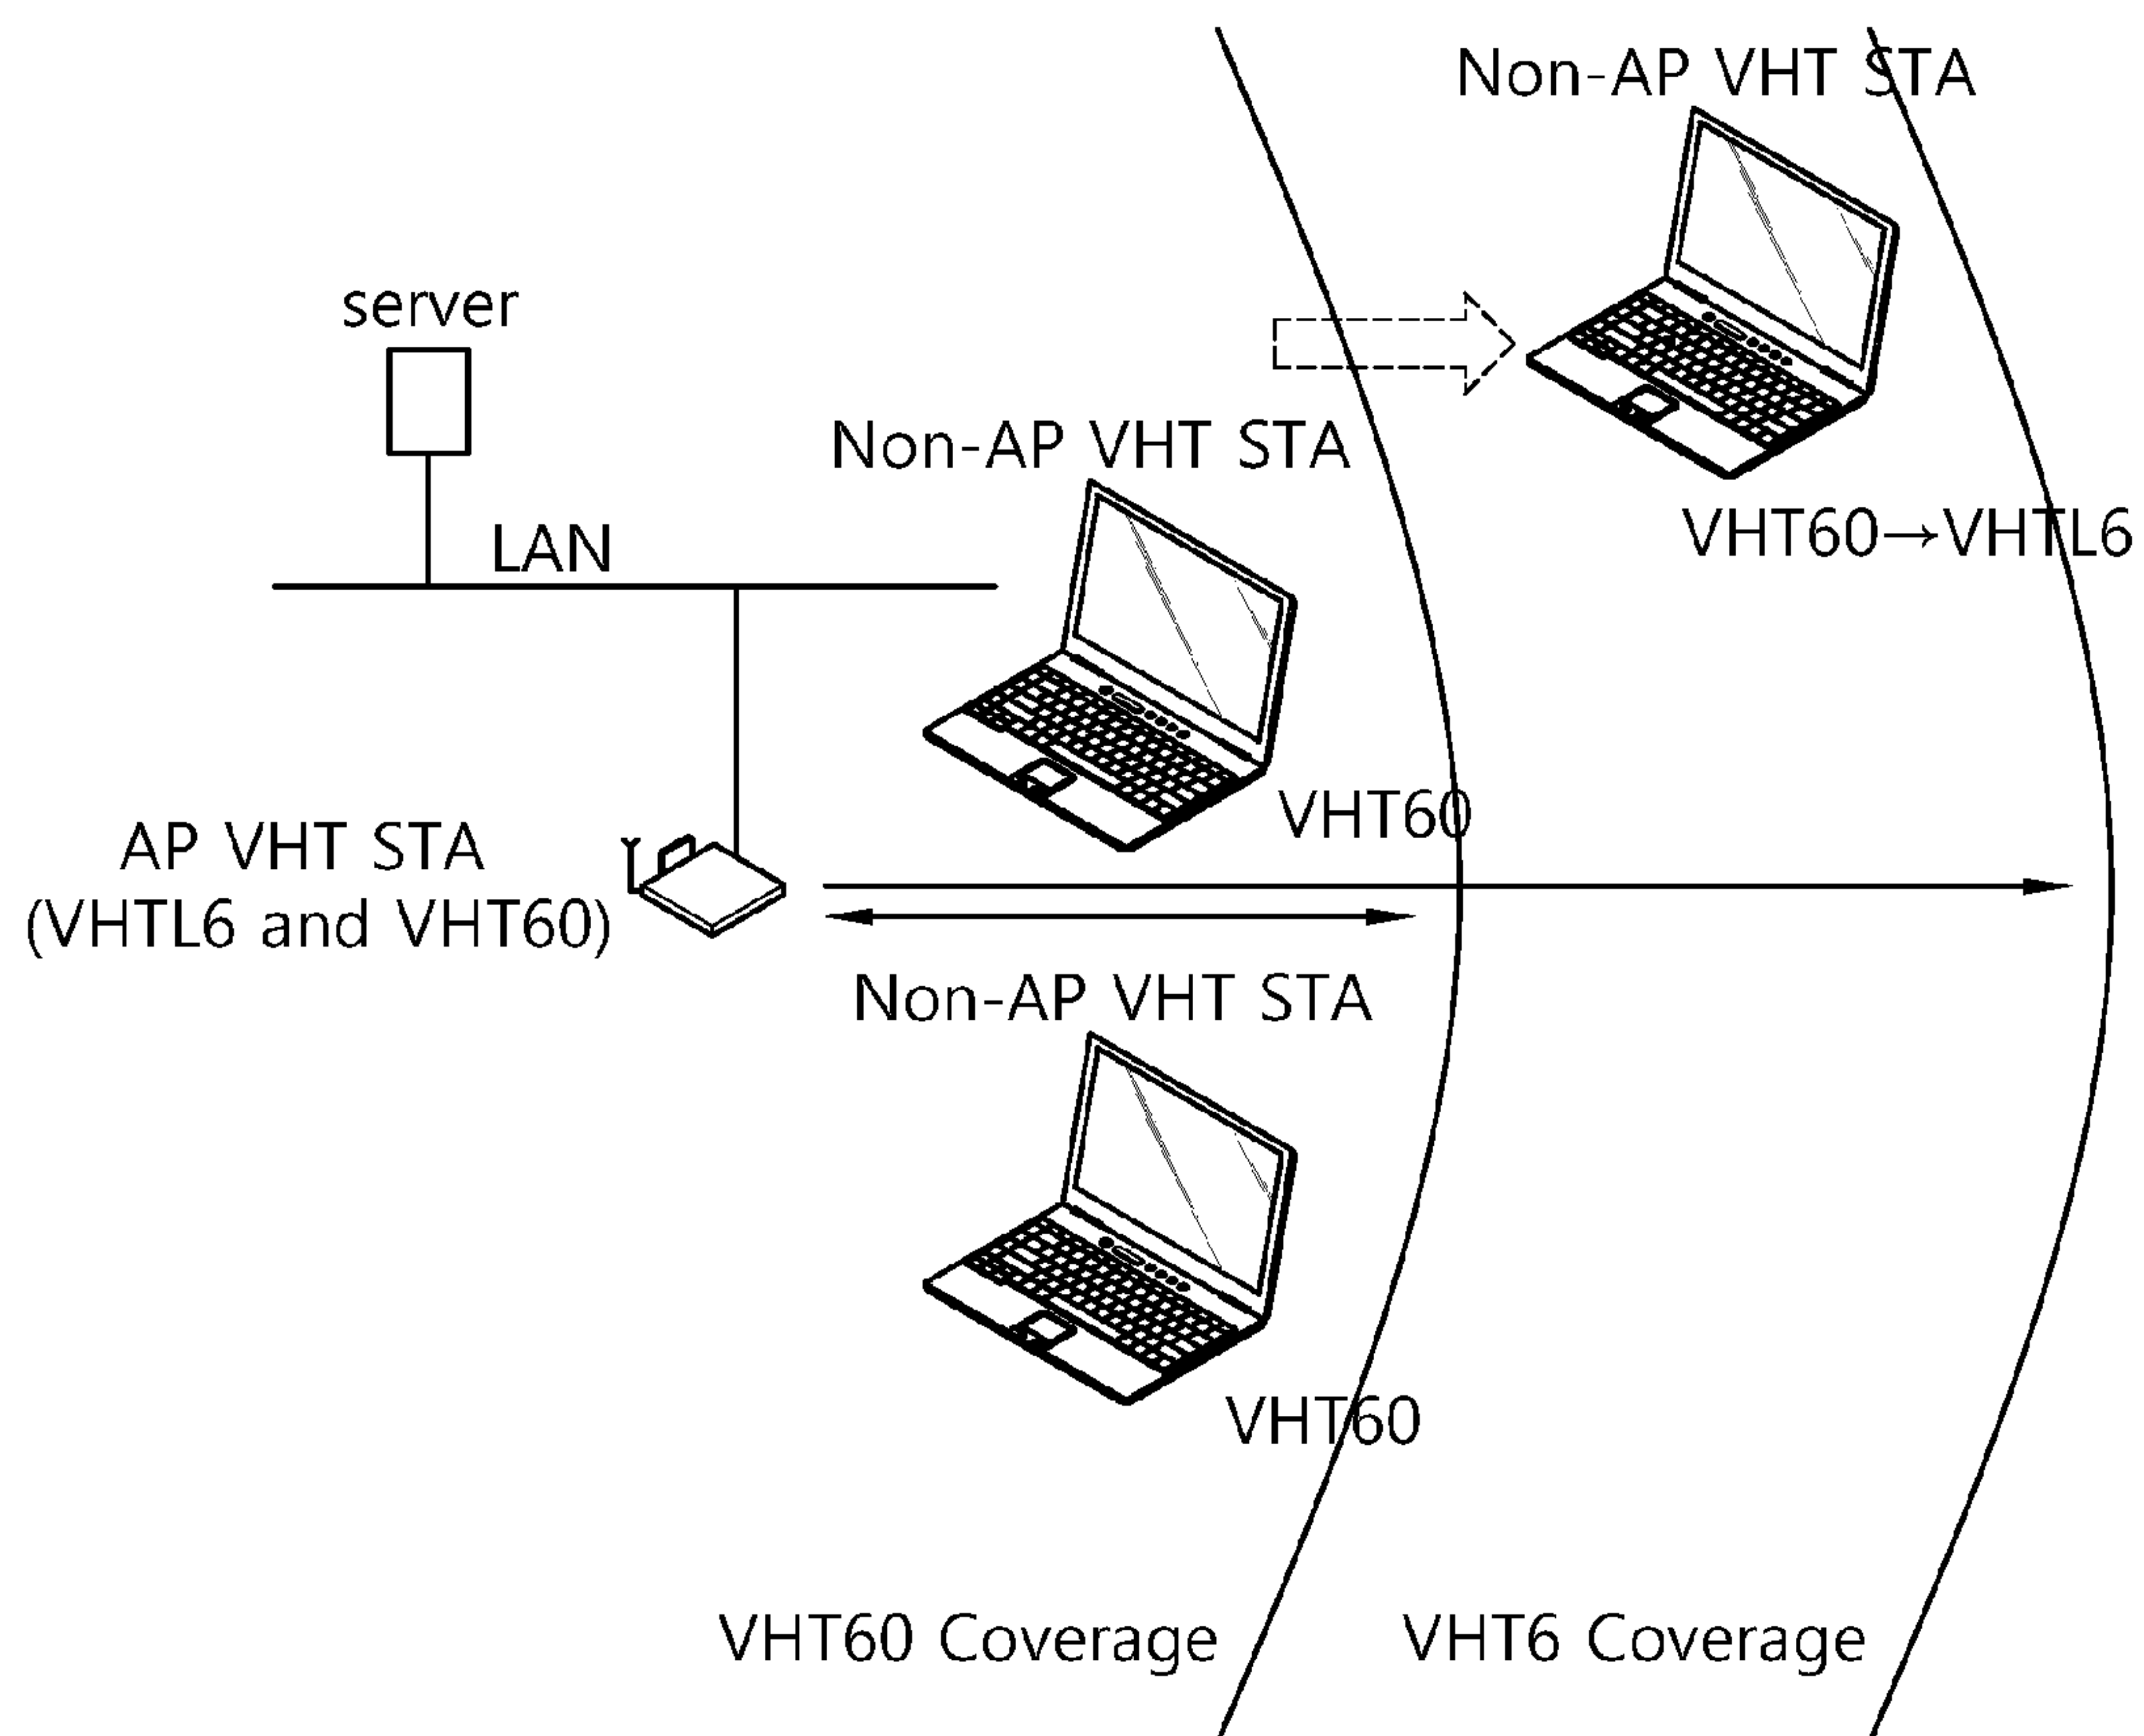 Non-AP VHT STA
server
Non-AP VHT STA
VHT60→VHTL6
LAN
VHT60
AP VHT STA
(VHTL6 and VHT60)
Non-AP VHT STA
VHT60
VHT60 Coverage
VHT6 Coverage